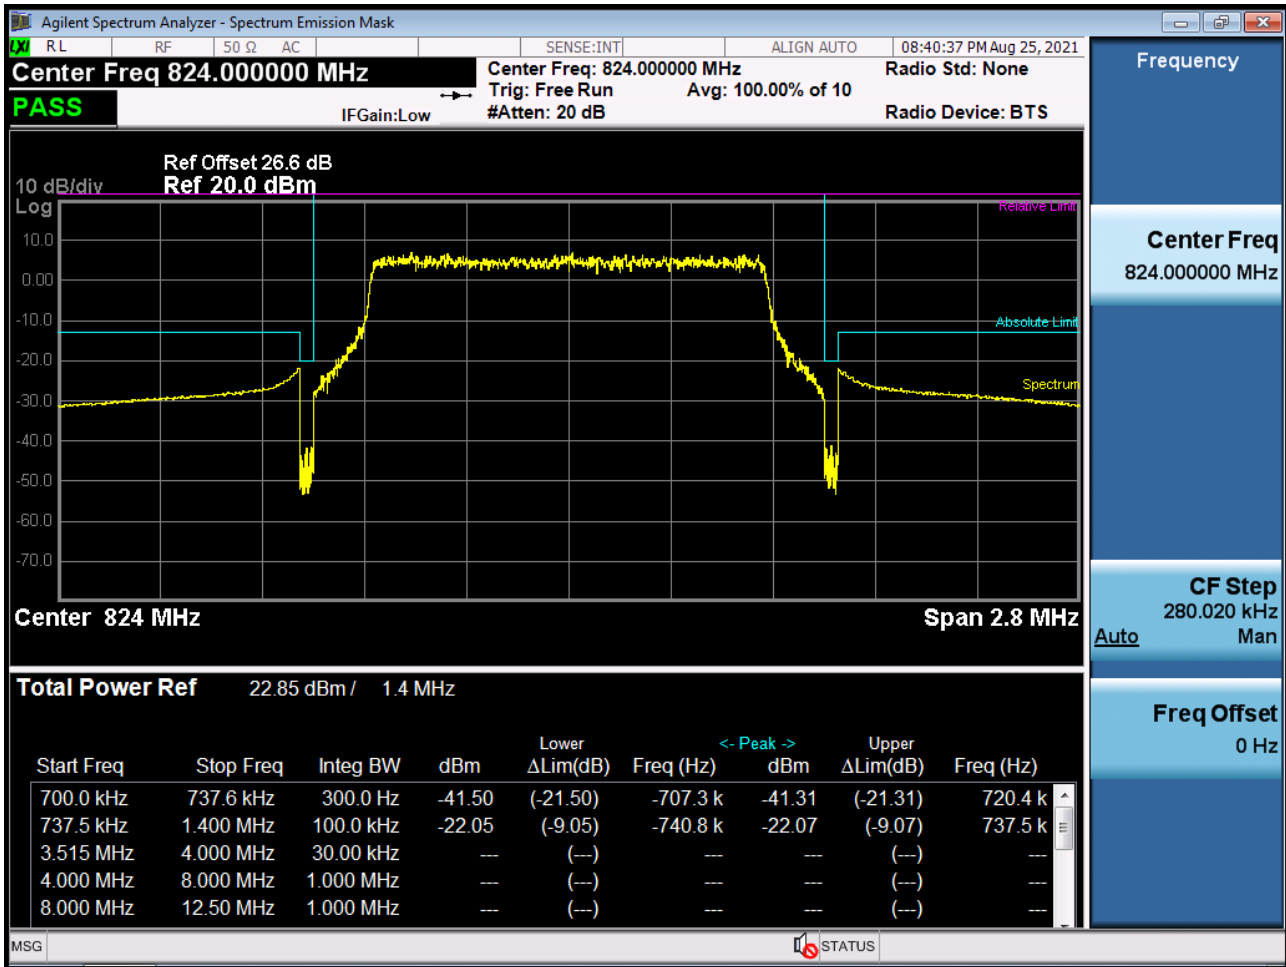 Agilent Spectrum Analyzer - Spectrum Emission Mask
LXI RL RF 50 Ω AC SENSE:INT ALIGN AUTO 08:40:37 PM Aug 25, 2021
Center Freq 824.000000 MHz
Center Freq: 824.000000 MHz Radio Std: None
Trig: Free Run Avg: 100.00% of 10
PASS IFGain:Low #Atten: 20 dB Radio Device: BTS
Ref Offset 26.6 dB
10 dB/div Ref 20.0 dBm
Log
Relative Limit
10.0
0.00
-10.0
Absolute Limit
-20.0
Spectrum
-30.0
-40.0
-50.0
-60.0
-70.0
Center 824 MHz Span 2.8 MHz
Total Power Ref 22.85 dBm / 1.4 MHz
Lower <- Peak -> Upper
Start Freq Stop Freq Integ BW dBm ΔLim(dB) Freq (Hz) dBm ΔLim(dB) Freq (Hz)
700.0 kHz 737.6 kHz 300.0 Hz -41.50 (-21.50) -707.3 k -41.31 (-21.31) 720.4 k
737.5 kHz 1.400 MHz 100.0 kHz -22.05 (-9.05) -740.8 k -22.07 (-9.07) 737.5 k
3.515 MHz 4.000 MHz 30.00 kHz --- (---) --- --- (---) ---
4.000 MHz 8.000 MHz 1.000 MHz --- (---) --- --- (---) ---
8.000 MHz 12.50 MHz 1.000 MHz --- (---) --- --- (---) ---
MSG STATUS
Frequency
Center Freq
824.000000 MHz
CF Step
280.020 kHz
Auto Man
Freq Offset
0 Hz